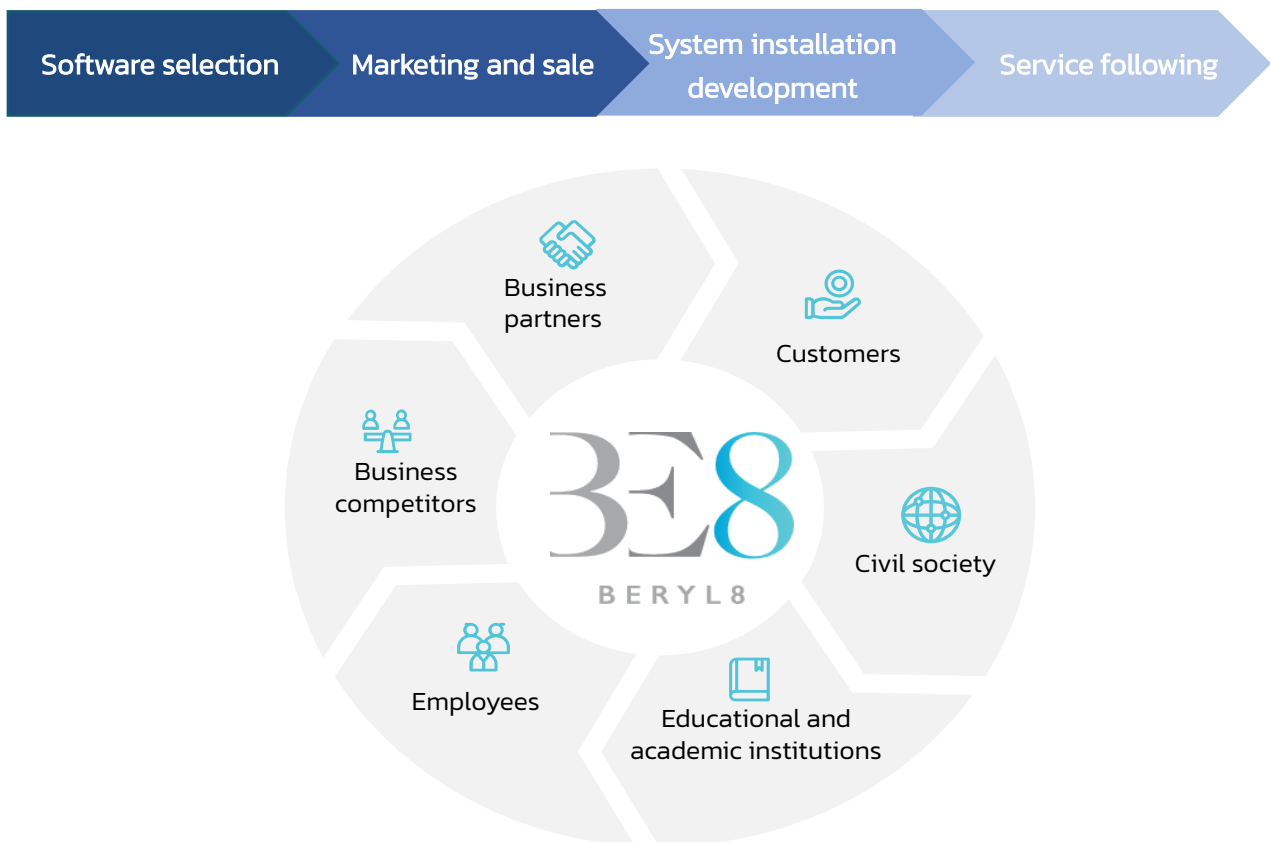 Software selection
Marketing and sale
System installation
development
Service following
Business
partners
Customers
Business
competitors
BE8
BERYL8
Civil society
Employees
Educational and
academic institutions